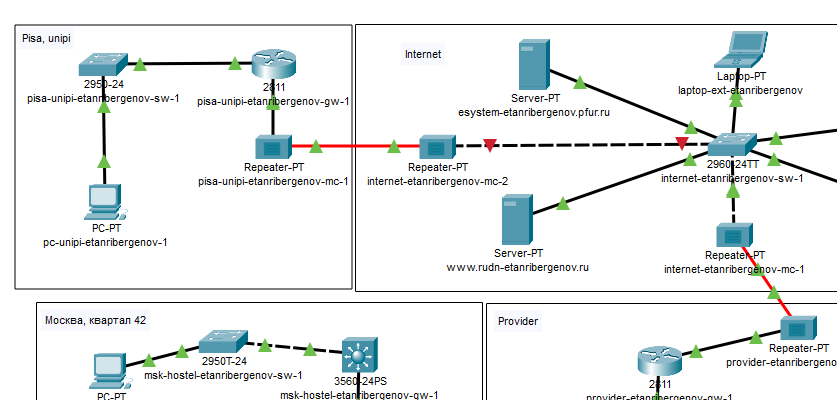 Pisa, unipi
2950-24
pisa-unipi-etanribergenov-sw-1
2811
pisa-unipi-etanribergenov-gw-1
Repeater-PT
pisa-unipi-etanribergenov-mc-1
PC-PT
pc-unipi-etanribergenov-1
Internet
Server-PT
esystem-etanribergenov.pfur.ru
Laptop-PT
laptop-ext-etanribergenov
Repeater-PT
internet-etanribergenov-mc-2
2960-24TT
internet-etanribergenov-sw-1
Server-PT
www.rudn-etanribergenov.ru
Repeater-PT
internet-etanribergenov-mc-1
Москва, квартал 42
2950T-24
msk-hostel-etanribergenov-sw-1
3560-24PS
msk-hostel-etanribergenov-gw-1
PC-PT
Provider
Repeater-PT
provider-etanribergeno
2811
provider-etanribergenov-gw-1